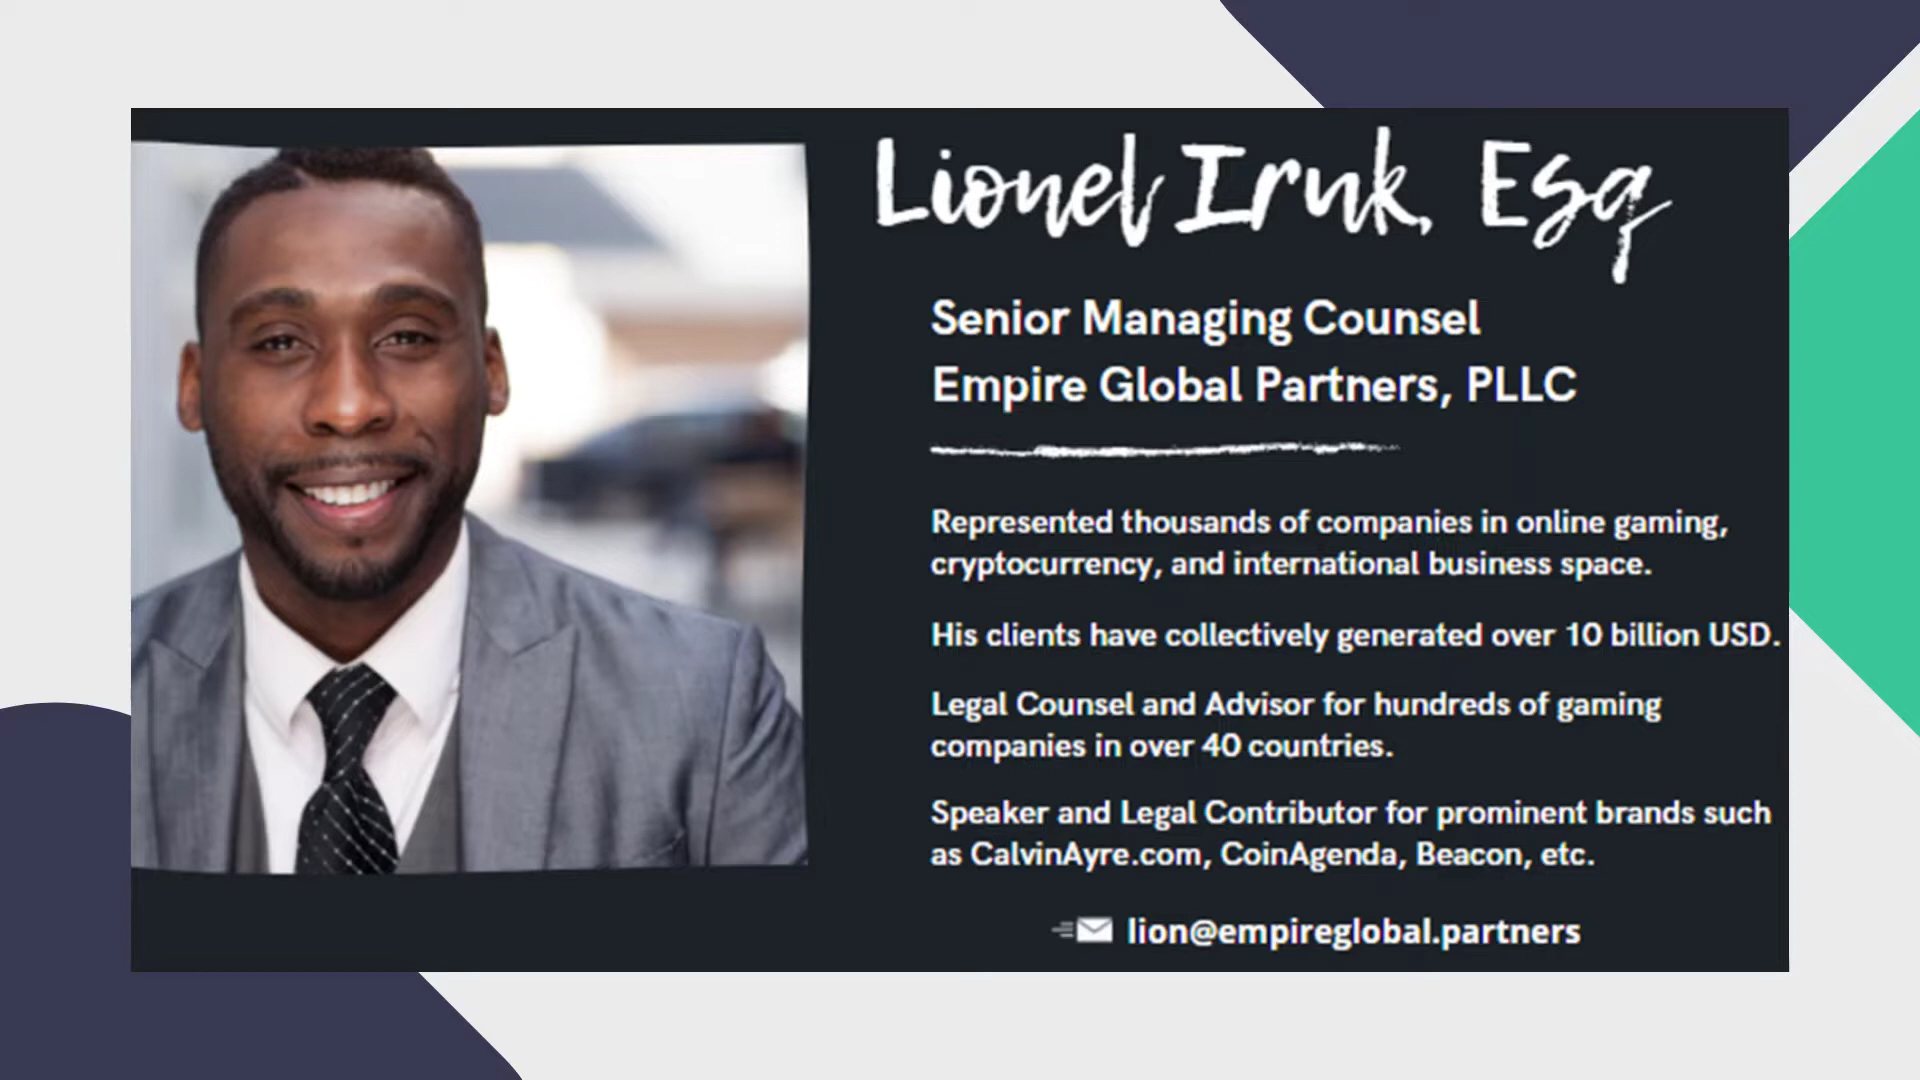 Lionel Iruk, Esq
Senior Managing Counsel
Empire Global Partners, PLLC
Represented thousands of companies in online gaming,
cryptocurrency, and international business space.
His clients have collectively generated over 10 billion USD.
Legal Counsel and Advisor for hundreds of gaming
companies in over 40 countries.
Speaker and Legal Contributor for prominent brands such
as CalvinAyre.com, CoinAgenda, Beacon, etc.
lion@empireglobal.partners